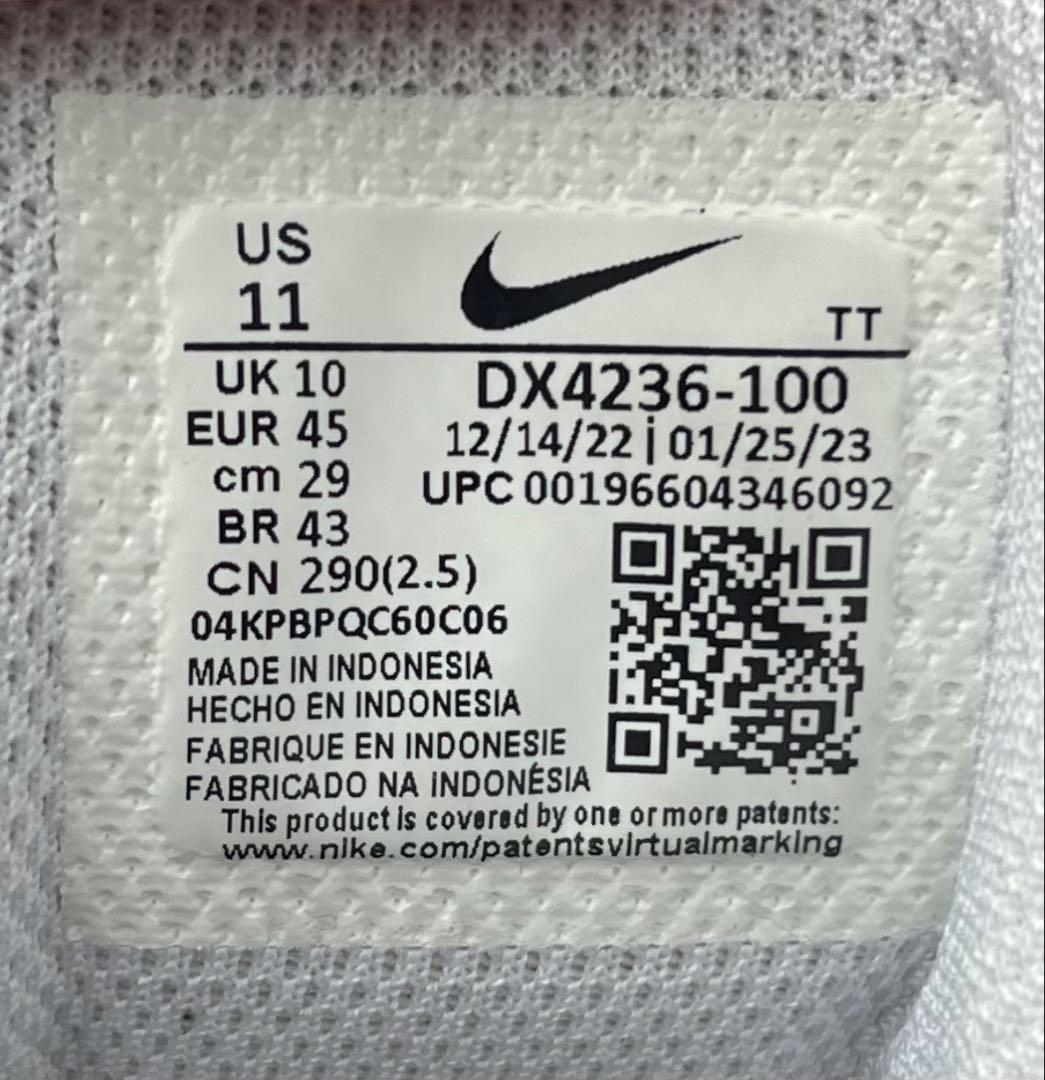 US
11
TT
UK 10
EUR 45
cm 29
BR 43
CN 290(2.5)
DX4236-100
12/14/22 | 01/25/23
UPC 00196604346092
04KPBPQC60C06
MADE IN INDONESIA
HECHO EN INDONESIA
FABRIQUE EN INDONESIE
FABRICADO NA INDONÉSIA
This product is covered by one or more patents:
www.nike.com/patentsvirtualmarking